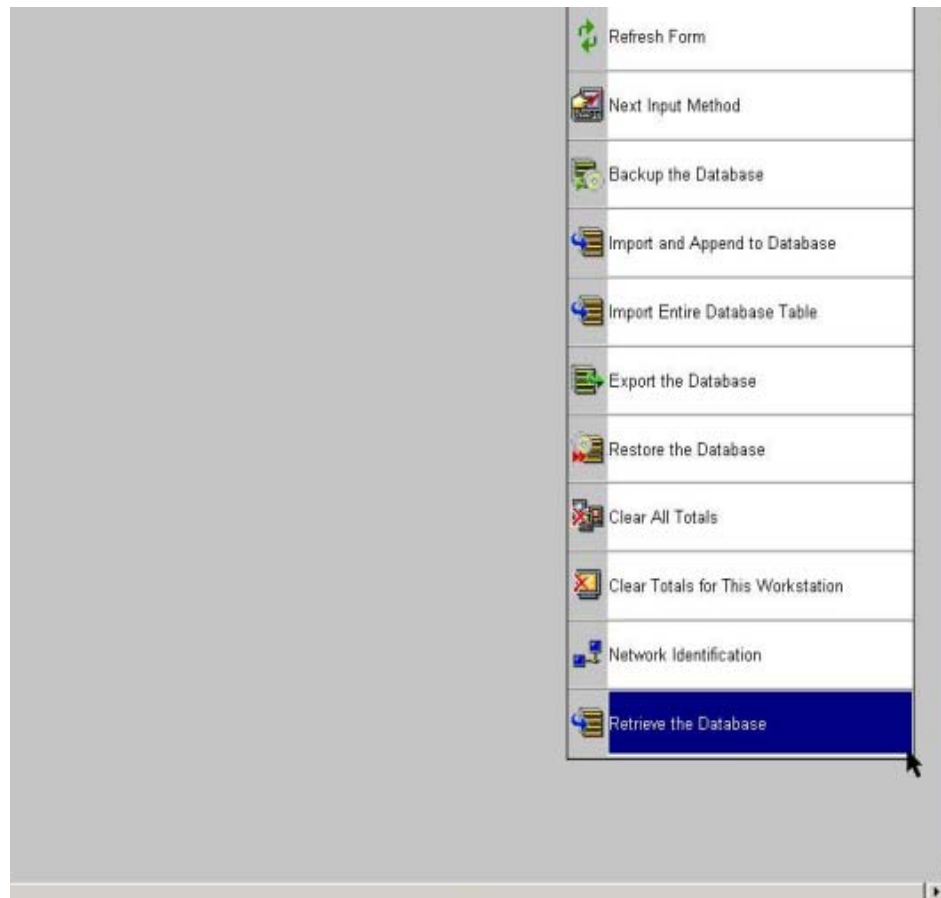 Refresh Form
Next Input Method
Backup the Database
Import and Append to Database
Import Entire Database Table
Export the Database
Restore the Database
Clear All Totals
Clear Totals for This Workstation
Network Identification
Retrieve the Database